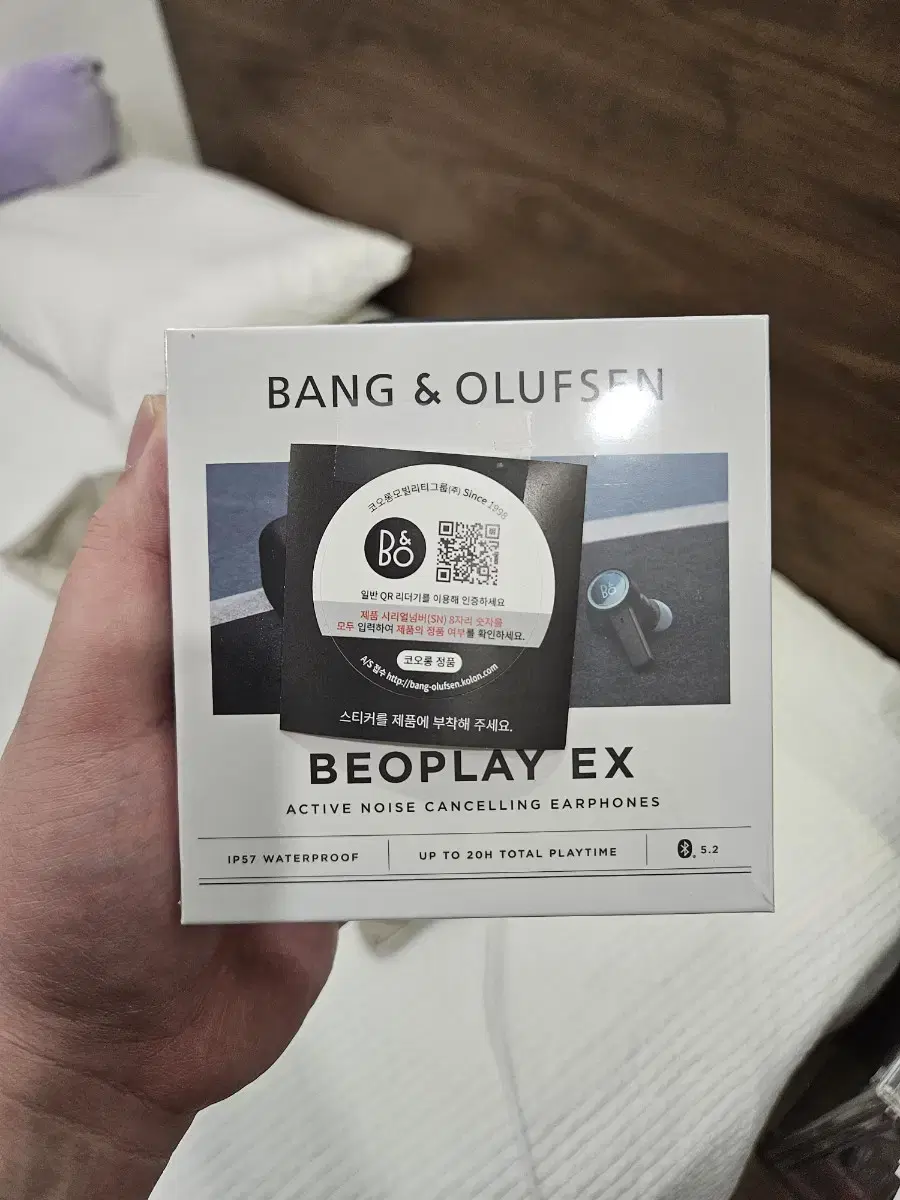 BANG & OLUFSEN
코오롱모빌리티그룹(주) Since 1998
B&O
일반 QR 리더기를 이용해 인증하세요
제품 시리얼넘버(SN) 8자리 숫자를
모두 입력하여 제품의 정품 여부를 확인하세요.
코오롱 정품
A/S 접수 http://bang-olufsen.kolon.com
스티커를 제품에 부착해 주세요.
B&O
BEOPLAY EX
ACTIVE NOISE CANCELLING EARPHONES
IP57 WATERPROOF
UP TO 20H TOTAL PLAYTIME
5.2